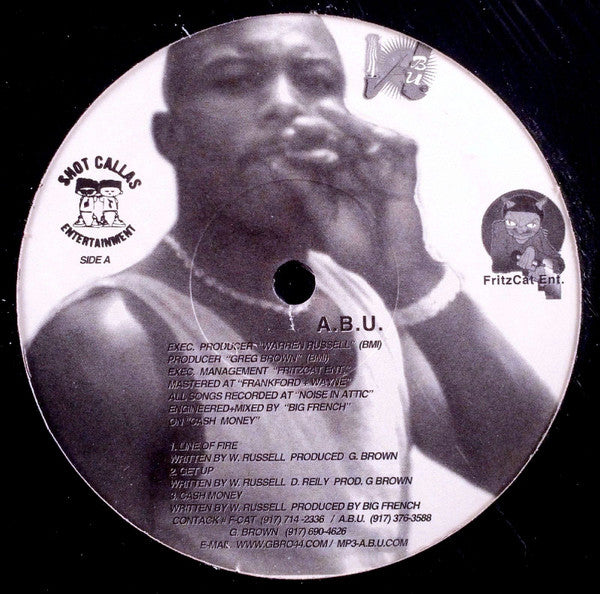 A
B
U.
SHOT CALLAS
ENTERTAINMENT
SIDE A
FritzCat Ent.
A.B.U.
EXEC. PRODUCER "WARREN RUSSELL" (BMI)
PRODUCER "GREG BROWN" (BMI)
EXEC. MANAGEMENT "FRITZCAT ENT."
MASTERED AT "FRANKFORD + WAYNE"
ALL SONGS RECORDED AT "NOISE IN ATTIC"
ENGINEERED+MIXED BY "BIG FRENCH"
ON "CASH MONEY"
1. LINE OF FIRE
WRITTEN BY W. RUSSELL PRODUCED G. BROWN
2. GET UP
WRITTEN BY W. RUSSELL D. REILY PROD. G BROWN
3. CASH MONEY
WRITTEN BY W. RUSSELL PRODUCED BY BIG FRENCH
CONTACK # F-CAT (917) 714-2336 / A.B.U. (917) 376-3588
G. BROWN (917) 690-4626
E-MAIL WWW.GBRO44.COM / MP3-A.B.U.COM